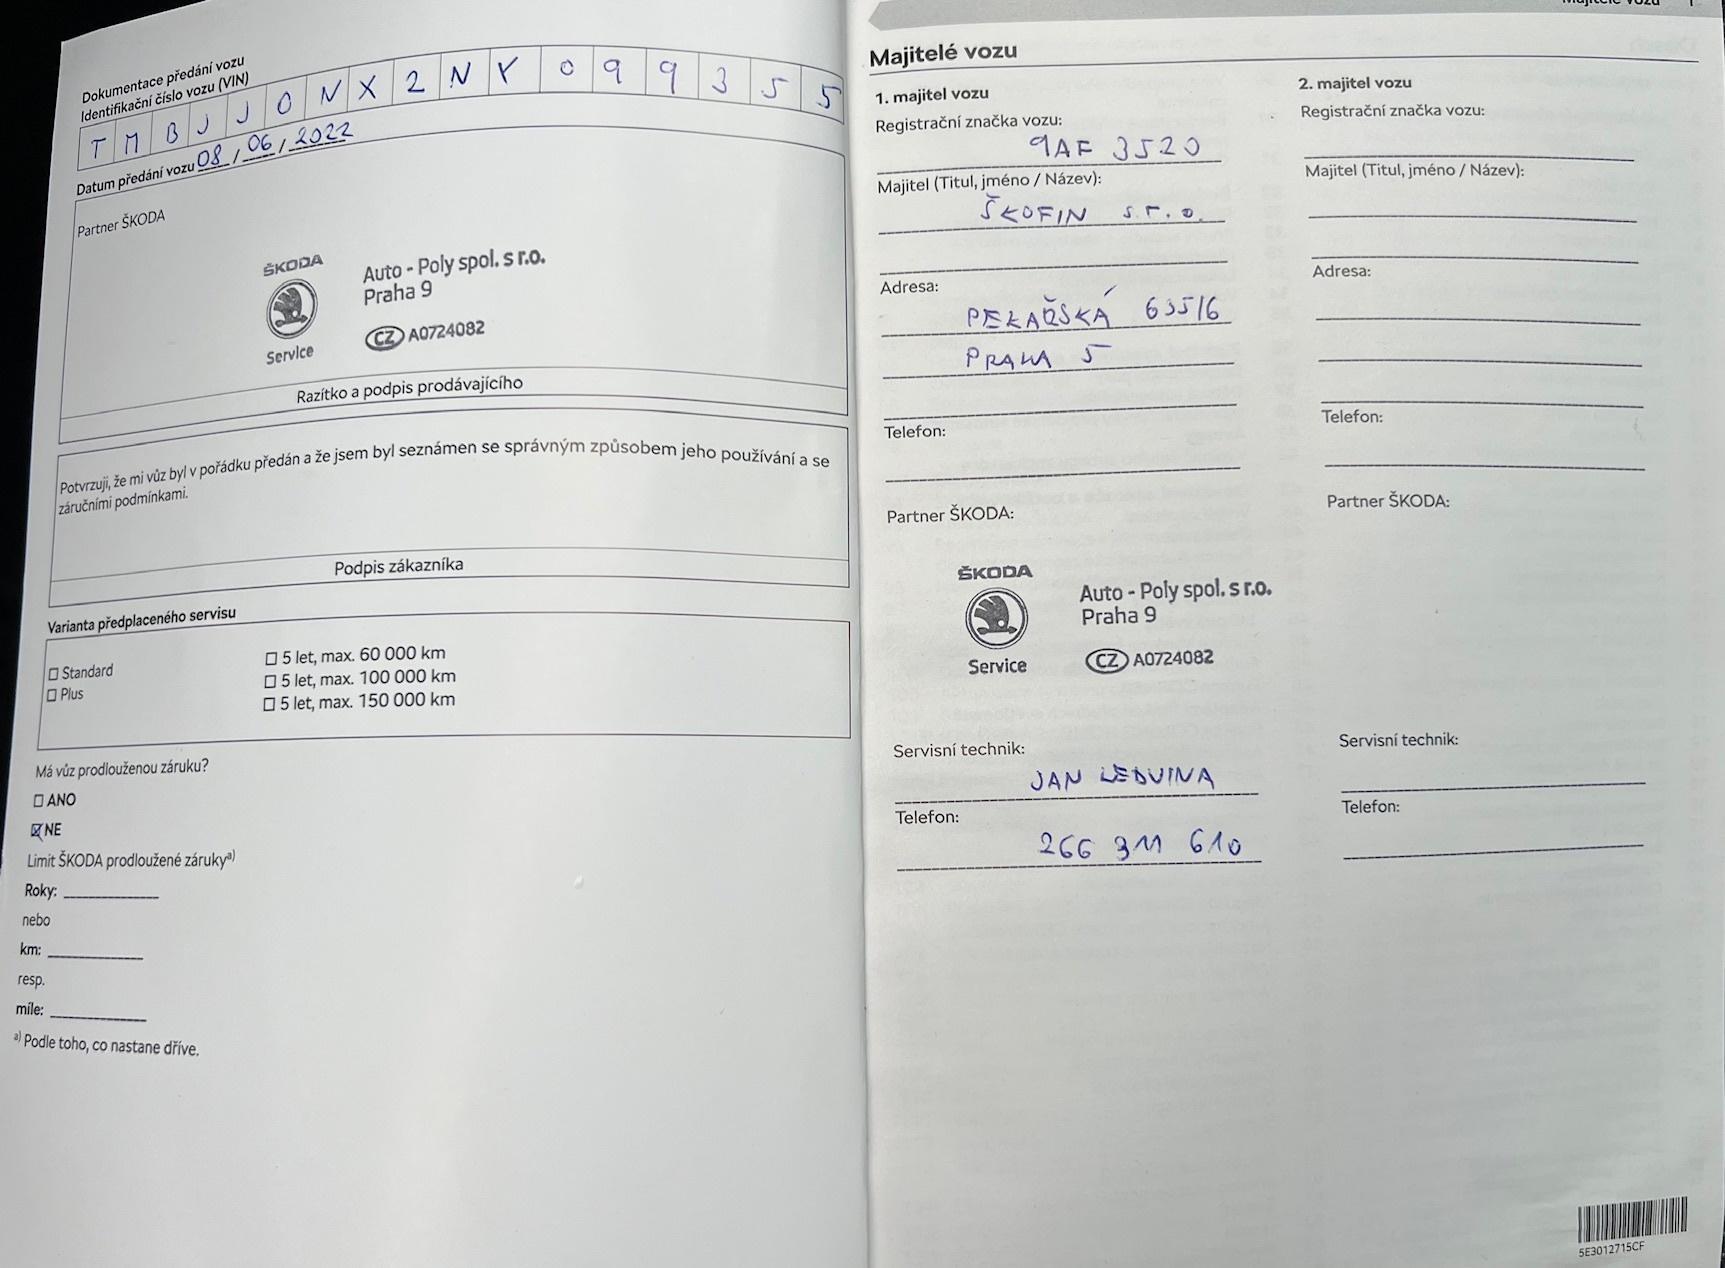 Dokumentace předání vozu
Identifikační číslo vozu (VIN)
T M B J J O N X 2 N Y 0 9 9 3 5 5
Datum předání vozu 08 / 06 / 2022
Partner ŠKODA
ŠKODA
Service
Auto - Poly spol. s r.o.
Praha 9
CZ A0724082
Razítko a podpis prodávajícího
Potvrzuji, že mi vůz byl v pořádku předán a že jsem byl seznámen se správným způsobem jeho používání a se
záručními podmínkami.
Podpis zákazníka
Varianta předplaceného servisu
☐ Standard
☐ Plus
☐ 5 let, max. 60 000 km
☐ 5 let, max. 100 000 km
☐ 5 let, max. 150 000 km
Má vůz prodlouženou záruku?
☐ ANO
☒ NE
Limit ŠKODA prodloužené záruky a)
Roky:
nebo
km:
resp.
míle:
a) Podle toho, co nastane dříve.
Majitelé vozu
1. majitel vozu
Registrační značka vozu:
9AF 3520
Majitel (Titul, jméno / Název):
ŠKOFIN s.r.o.
Adresa:
PEKAŘSKÁ 635/6
PRAHA 5
Telefon:
Partner ŠKODA:
ŠKODA
Service
Auto - Poly spol. s r.o.
Praha 9
CZ A0724082
Servisní technik:
JAN LEDVINA
Telefon:
266 311 610
2. majitel vozu
Registrační značka vozu:
Majitel (Titul, jméno / Název):
Adresa:
Telefon:
Partner ŠKODA:
Servisní technik:
Telefon:
5E3012715CF